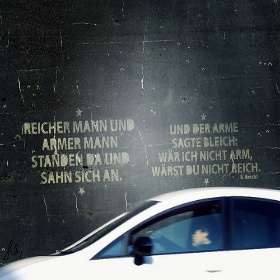 REICHER MANN UND
ARMER MANN
STANDEN DA UND
SAHN SICH AN.
UND DER ARME
SAGTE BLEICH:
WÄR ICH NICHT ARM,
WÄRST DU NICHT REICH.
B. Brecht